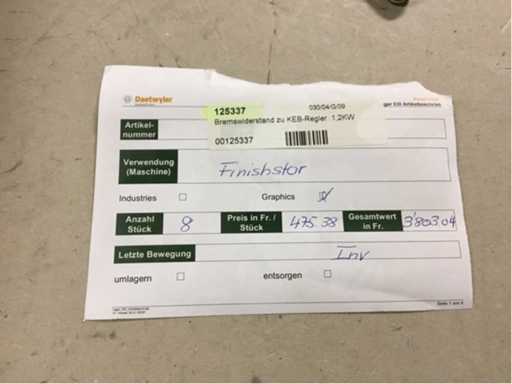 Daetwyler
125337
030/04/G/09
Bremswiderstand zu KEB-Regler 1,2KW
Artikel-
nummer
00125337
Verwendung
(Maschine)
Finishstar
Industries
Graphics
Anzahl
Stück
8
Preis in Fr. /
Stück
475.38
Gesamtwert
in Fr.
3'803.04
Letzte Bewegung
Inv
umlagern
entsorgen